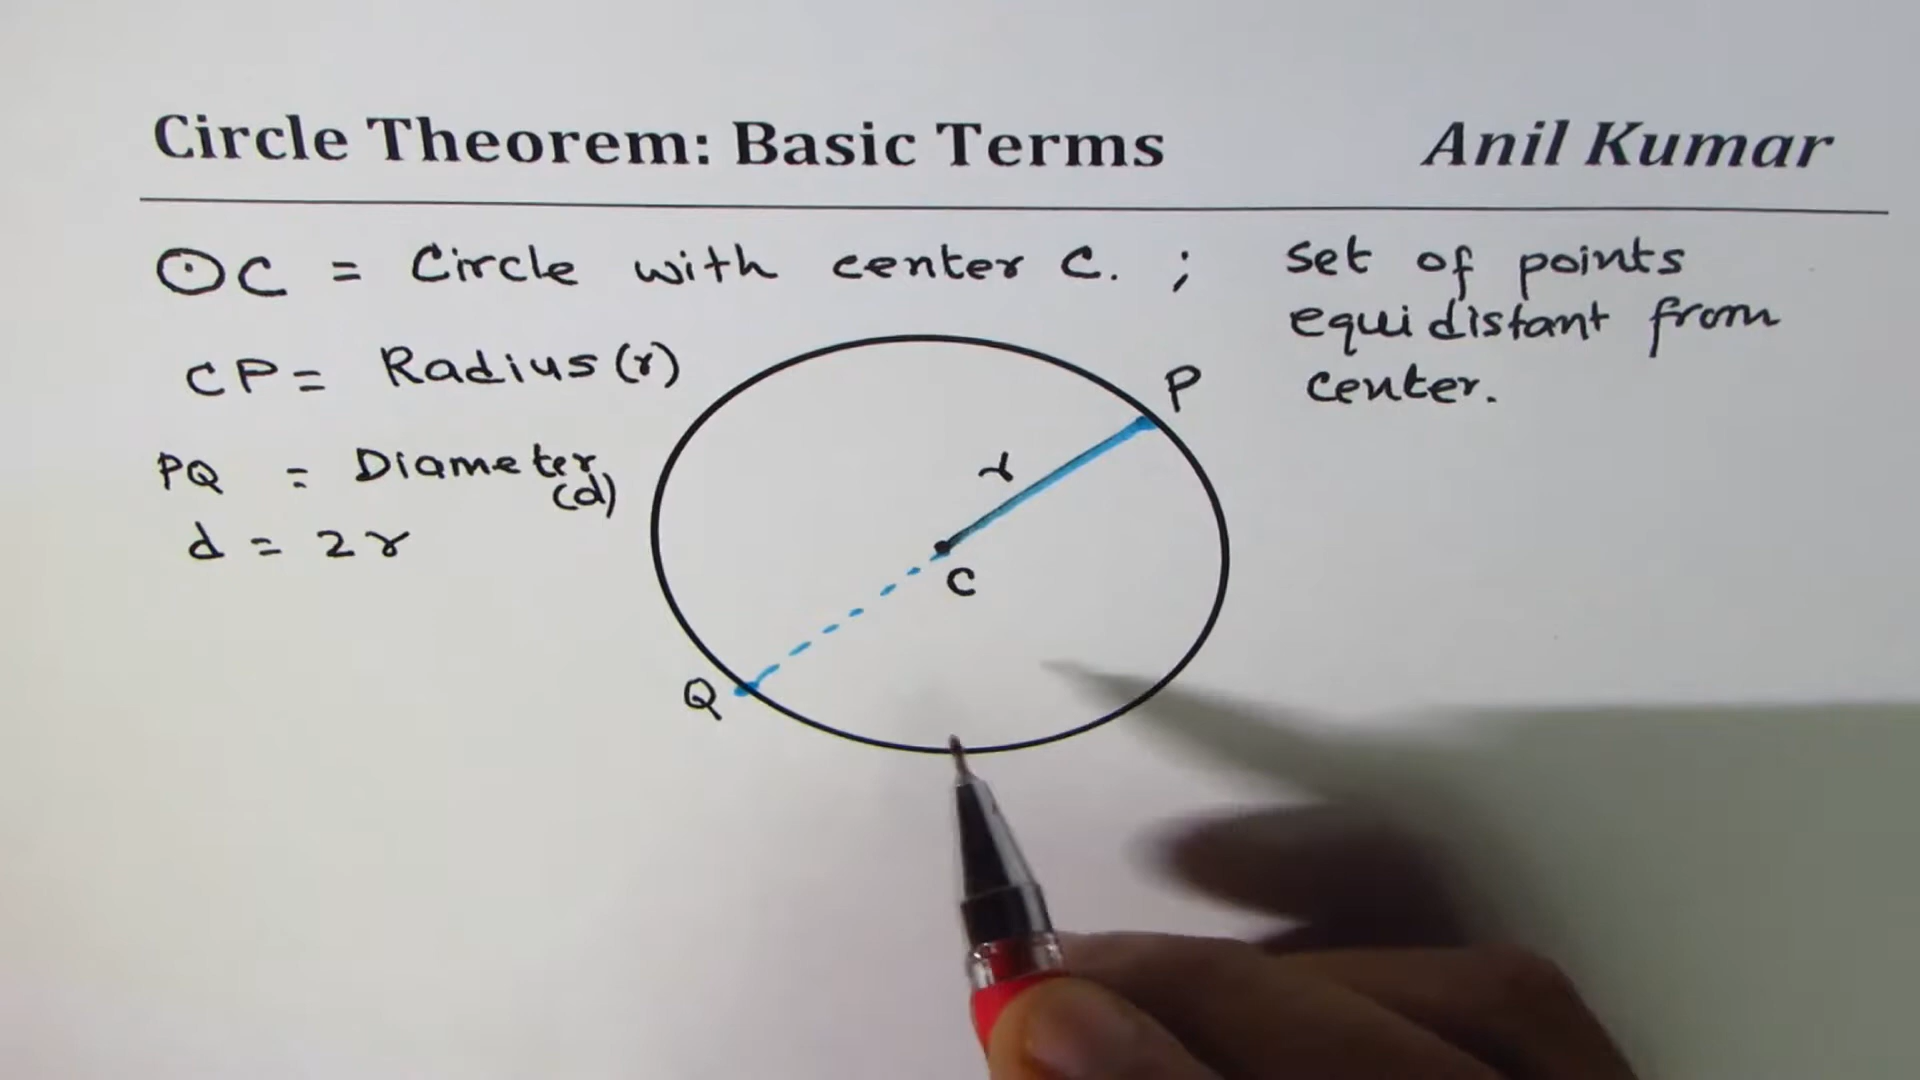 Circle Theorem: Basic Terms Anil Kumar
⊙C = Circle with center C. ; set of points
equidistant from
center.
CP = Radius (r)
PQ = Diameter
(d)
d = 2r
P
r
C
Q